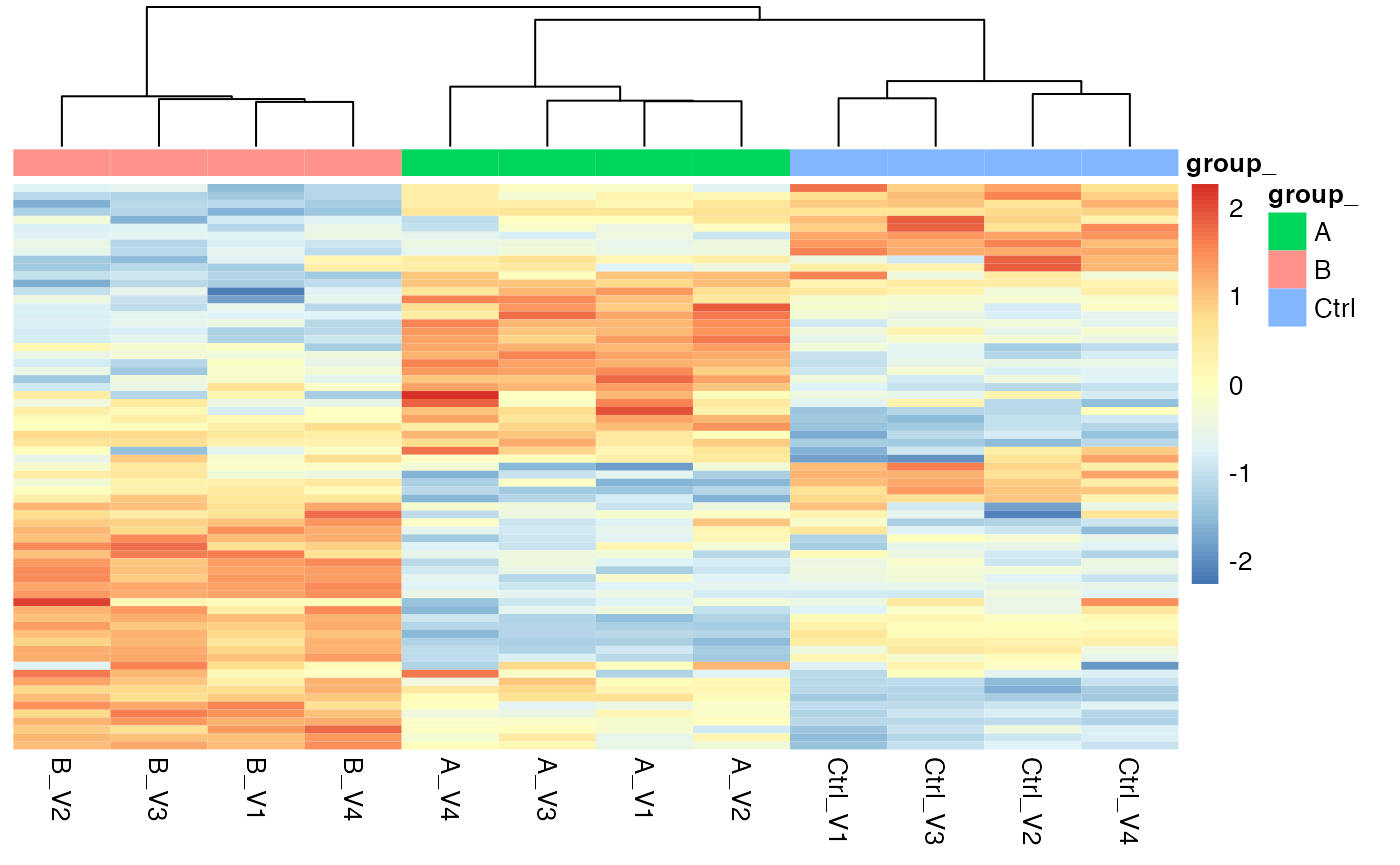 group_
2
1
0
-1
-2
group_
A
B
Ctrl
B_V2
B_V3
B_V1
B_V4
A_V4
A_V3
A_V1
A_V2
Ctrl_V1
Ctrl_V3
Ctrl_V2
Ctrl_V4